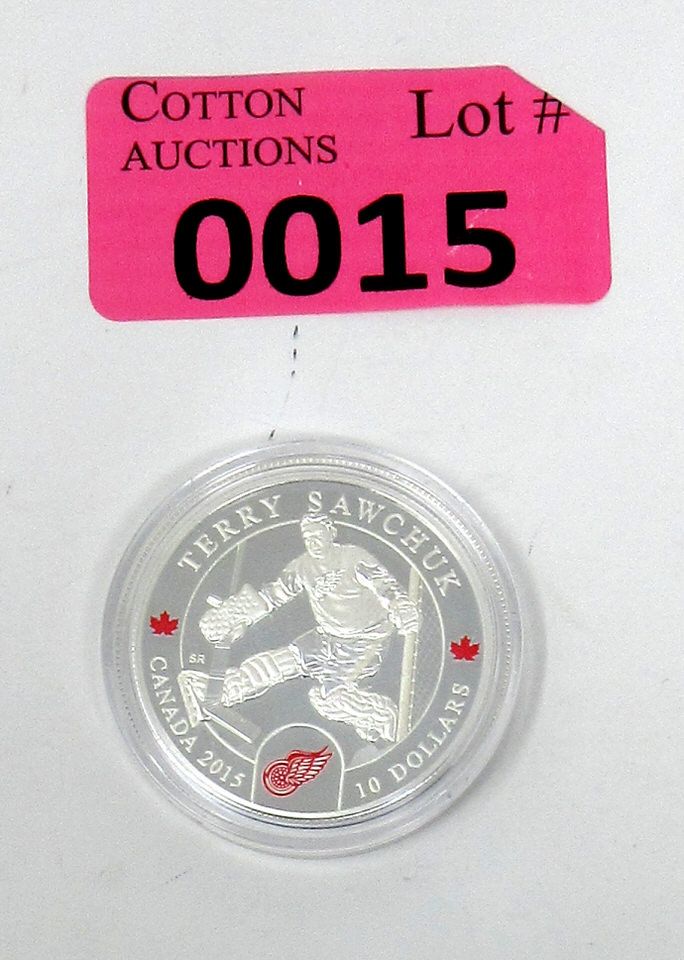 COTTON
AUCTIONS
Lot #
0015
TERRY SAWCHUK
SR
CANADA 2015
10 DOLLARS